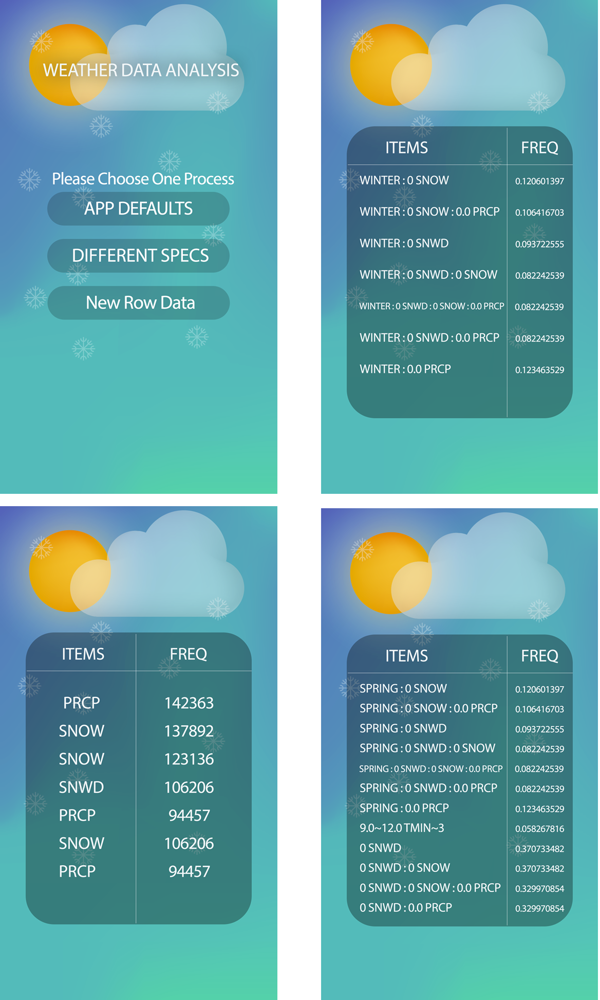 WEATHER DATA ANALYSIS
Please Choose One Process
APP DEFAULTS
DIFFERENT SPECS
New Row Data
ITEMS FREQ
WINTER : 0 SNOW 0.120601397
WINTER : 0 SNOW : 0.0 PRCP 0.106416703
WINTER : 0 SNWD 0.093722555
WINTER : 0 SNWD : 0 SNOW 0.082242539
WINTER : 0 SNWD : 0 SNOW : 0.0 PRCP 0.082242539
WINTER : 0 SNWD : 0.0 PRCP 0.082242539
WINTER : 0.0 PRCP 0.123463529
ITEMS FREQ
PRCP 142363
SNOW 137892
SNOW 123136
SNWD 106206
PRCP 94457
SNOW 106206
PRCP 94457
ITEMS FREQ
SPRING : 0 SNOW 0.120601397
SPRING : 0 SNOW : 0.0 PRCP 0.106416703
SPRING : 0 SNWD 0.093722555
SPRING : 0 SNWD : 0 SNOW 0.082242539
SPRING : 0 SNWD : 0 SNOW : 0.0 PRCP 0.082242539
SPRING : 0 SNWD : 0.0 PRCP 0.082242539
SPRING : 0.0 PRCP 0.123463529
9.0~12.0 TMIN~3 0.058267816
0 SNWD 0.370733482
0 SNWD : 0 SNOW 0.370733482
0 SNWD : 0 SNOW : 0.0 PRCP 0.329970854
0 SNWD : 0.0 PRCP 0.329970854